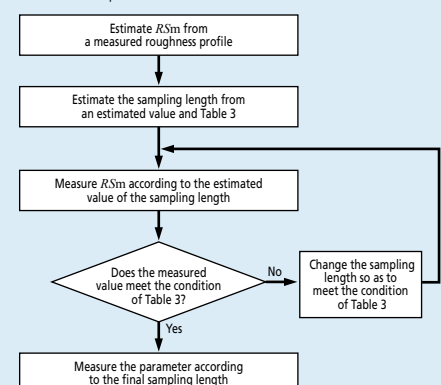 Estimate RSm from
a measured roughness profile
Estimate the sampling length from
an estimated value and Table 3
Measure RSm according to the estimated
value of the sampling length
Does the measured
value meet the condition
of Table 3?
No
Change the sampling
length so as to
meet the condition
of Table 3
Yes
Measure the parameter according
to the final sampling length